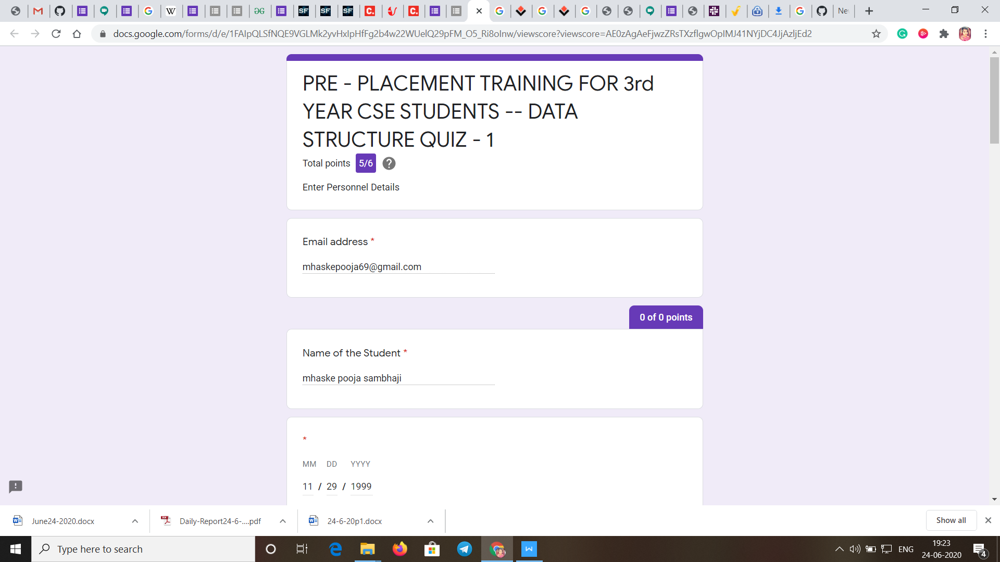 New
docs.google.com/forms/d/e/1FAIpQLSfNQE9VGLMk2yvHxIpHfFg2b4w22WUelQ29pFM_O5_Ri8oInw/viewscore?viewscore=AE0zAgAeFjwzZRsTXzflgwOpIMJ41NYjDC4JjAzljEd2
PRE - PLACEMENT TRAINING FOR 3rd
YEAR CSE STUDENTS -- DATA
STRUCTURE QUIZ - 1
Total points 5/6 ?
Enter Personnel Details
Email address *
mhaskepooja69@gmail.com
0 of 0 points
Name of the Student *
mhaske pooja sambhaji
*
MM DD YYYY
11 / 29 / 1999
June24-2020.docx
Daily-Report24-6-....pdf
24-6-20p1.docx
Show all
Type here to search
ENG
19:23
24-06-2020
4